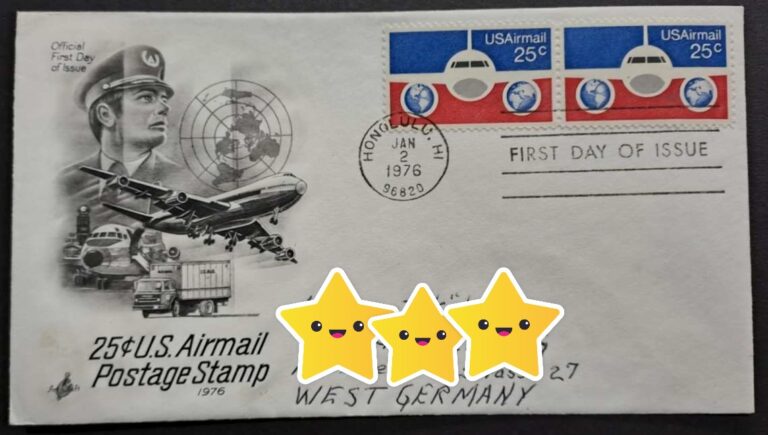 Official
First Day
of Issue
USAirmail
25c
USAirmail
25c
HONOLULU, HI
JAN
2
1976
96820
FIRST DAY OF ISSUE
25¢ U.S. Airmail
Postage Stamp
1976
27
WEST GERMANY